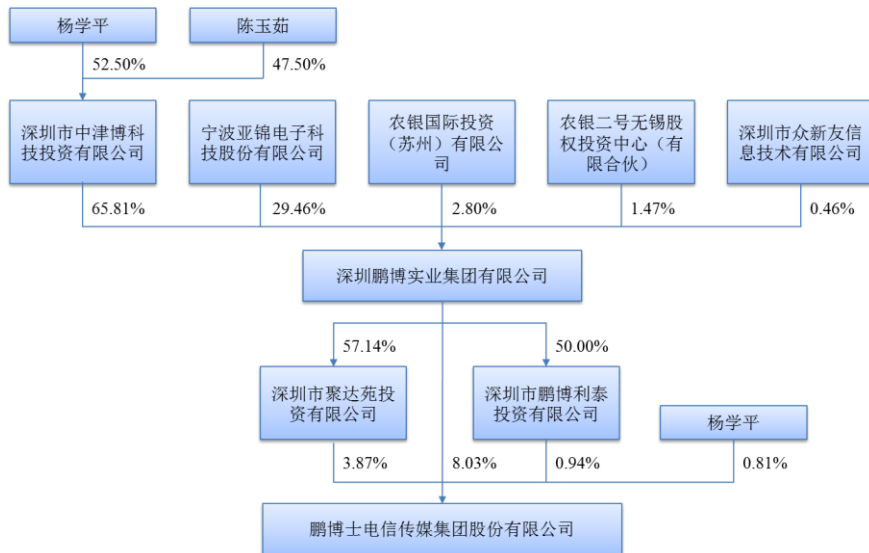 杨学平
陈玉茹
52.50%
47.50%
深圳市中津博科
技投资有限公司
宁波亚锦电子科
技股份有限公司
农银国际投资
（苏州）有限公
司
农银二号无锡股
权投资中心（有
限合伙）
深圳市众新友信
息技术有限公司
65.81%
29.46%
2.80%
1.47%
0.46%
深圳鹏博实业集团有限公司
57.14%
50.00%
深圳市聚达苑投
资有限公司
深圳市鹏博利泰
投资有限公司
杨学平
3.87%
8.03%
0.94%
0.81%
鹏博士电信传媒集团股份有限公司